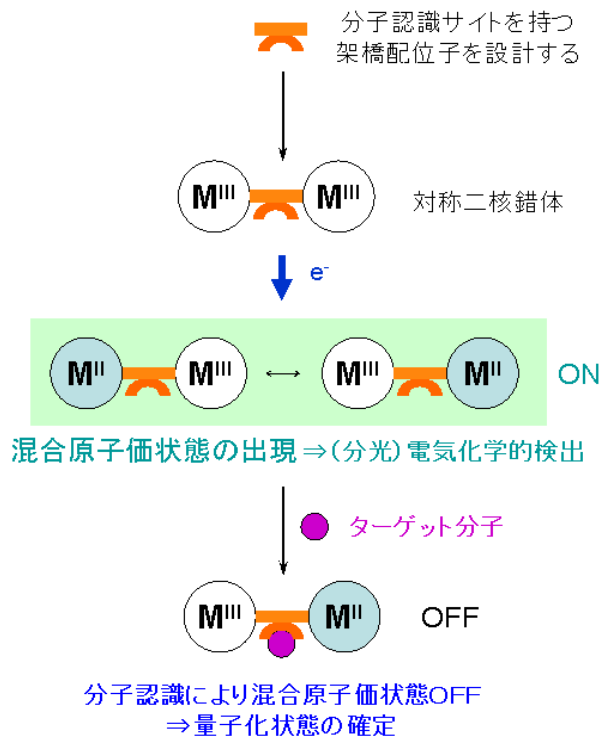 分子認識サイトを持つ
架橋配位子を設計する
Mᴵᴵᴵ Mᴵᴵᴵ 対称二核錯体
e⁻
Mᴵᴵ Mᴵᴵᴵ ↔ Mᴵᴵᴵ Mᴵᴵ ON
混合原子価状態の出現⇒(分光)電気化学的検出
ターゲット分子
Mᴵᴵᴵ Mᴵᴵ OFF
分子認識により混合原子価状態OFF
⇒量子化状態の確定